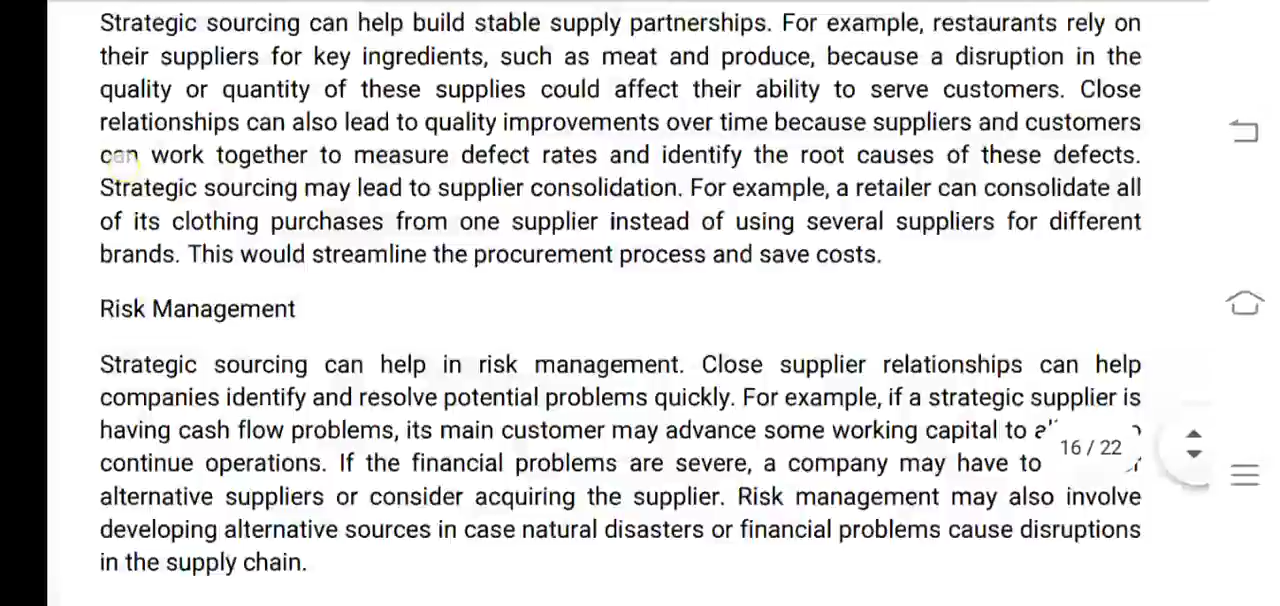 Strategic sourcing can help build stable supply partnerships. For example, restaurants rely on
their suppliers for key ingredients, such as meat and produce, because a disruption in the
quality or quantity of these supplies could affect their ability to serve customers. Close
relationships can also lead to quality improvements over time because suppliers and customers
can work together to measure defect rates and identify the root causes of these defects.
Strategic sourcing may lead to supplier consolidation. For example, a retailer can consolidate all
of its clothing purchases from one supplier instead of using several suppliers for different
brands. This would streamline the procurement process and save costs.
Risk Management
Strategic sourcing can help in risk management. Close supplier relationships can help
companies identify and resolve potential problems quickly. For example, if a strategic supplier is
having cash flow problems, its main customer may advance some working capital to
16 / 22
continue operations. If the financial problems are severe, a company may have to
alternative suppliers or consider acquiring the supplier. Risk management may also involve
developing alternative sources in case natural disasters or financial problems cause disruptions
in the supply chain.